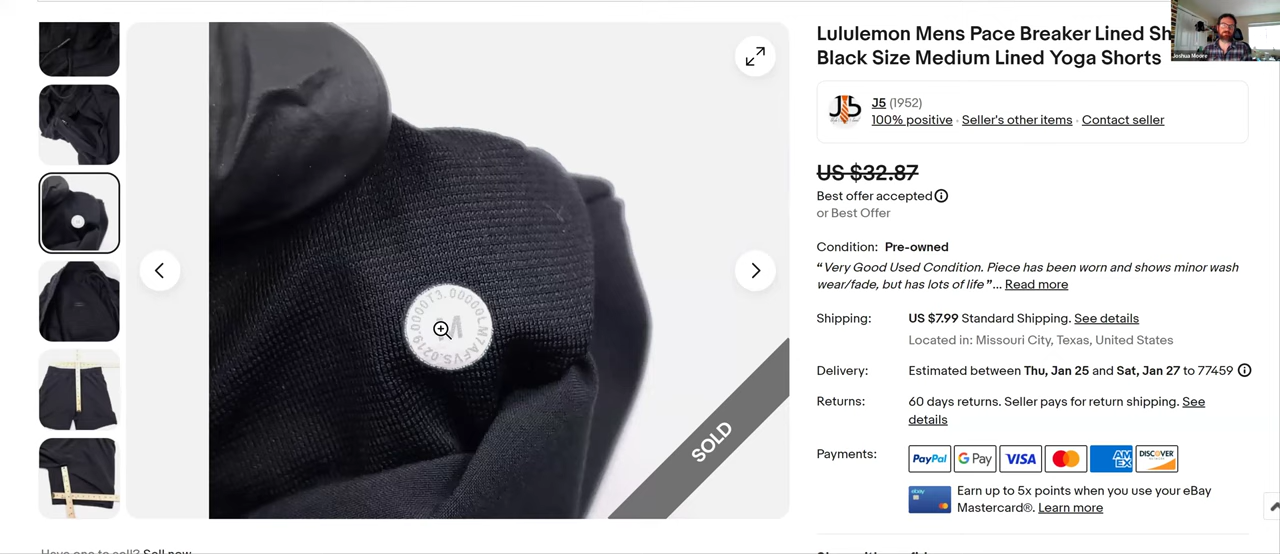 Lululemon Mens Pace Breaker Lined Sh
Black Size Medium Lined Yoga Shorts
Joshua Moore
J5
J5 (1952)
100% positive · Seller's other items · Contact seller
US $32.87
Best offer accepted
or Best Offer
Condition: Pre-owned
“Very Good Used Condition. Piece has been worn and shows minor wash
wear/fade, but has lots of life”... Read more
Shipping: US $7.99 Standard Shipping. See details
Located in: Missouri City, Texas, United States
Delivery: Estimated between Thu, Jan 25 and Sat, Jan 27 to 77459
Returns: 60 days returns. Seller pays for return shipping. See
details
Payments: PayPal G Pay VISA AM EX DISCOVER
ebay
Earn up to 5x points when you use your eBay
Mastercard®. Learn more
SOLD
M
Have one to sell? Sell now